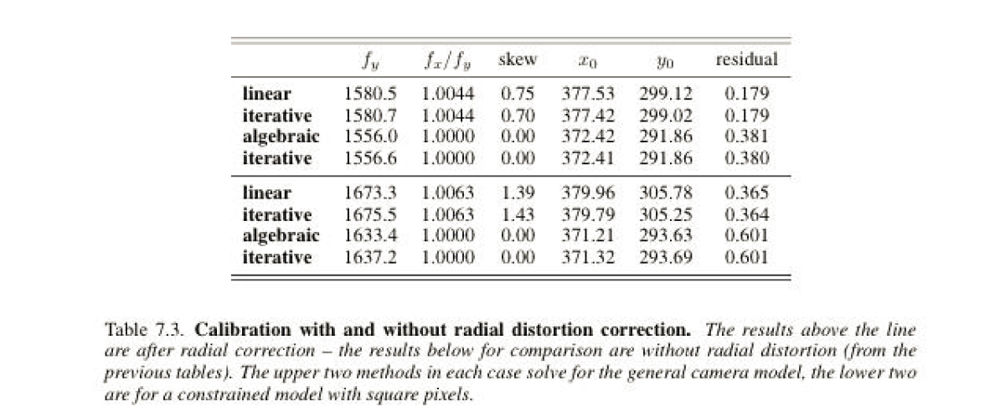 f_y f_x/f_y skew x_0 y_0 residual
linear 1580.5 1.0044 0.75 377.53 299.12 0.179
iterative 1580.7 1.0044 0.70 377.42 299.02 0.179
algebraic 1556.0 1.0000 0.00 372.42 291.86 0.381
iterative 1556.6 1.0000 0.00 372.41 291.86 0.380
linear 1673.3 1.0063 1.39 379.96 305.78 0.365
iterative 1675.5 1.0063 1.43 379.79 305.25 0.364
algebraic 1633.4 1.0000 0.00 371.21 293.63 0.601
iterative 1637.2 1.0000 0.00 371.32 293.69 0.601
Table 7.3. Calibration with and without radial distortion correction. The results above the line
are after radial correction – the results below for comparison are without radial distortion (from the
previous tables). The upper two methods in each case solve for the general camera model, the lower two
are for a constrained model with square pixels.